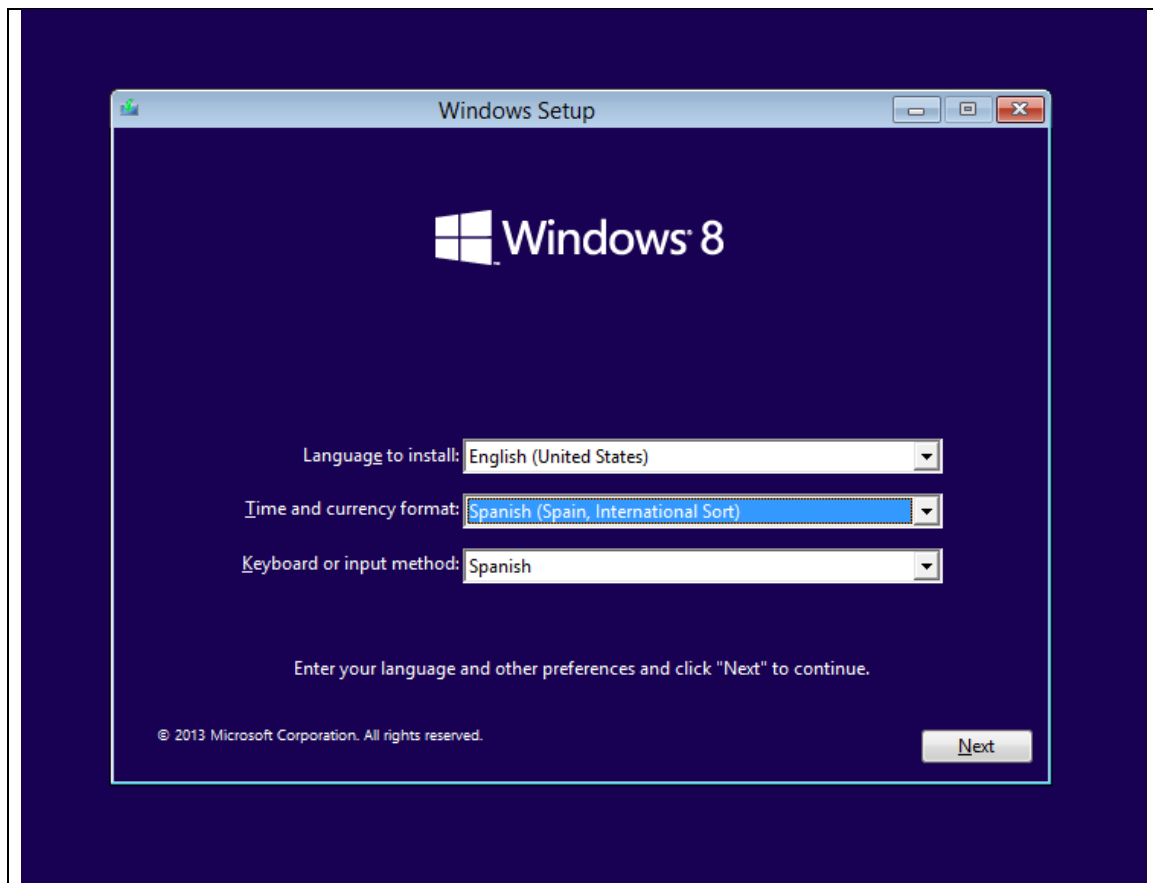 Windows Setup
Windows® 8
Language to install: English (United States)
Time and currency format: Spanish (Spain, International Sort)
Keyboard or input method: Spanish
Enter your language and other preferences and click "Next" to continue.
© 2013 Microsoft Corporation. All rights reserved.
Next